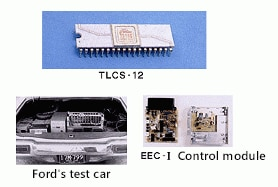 TLCS-12
Ford's test car
EEC-I Control module